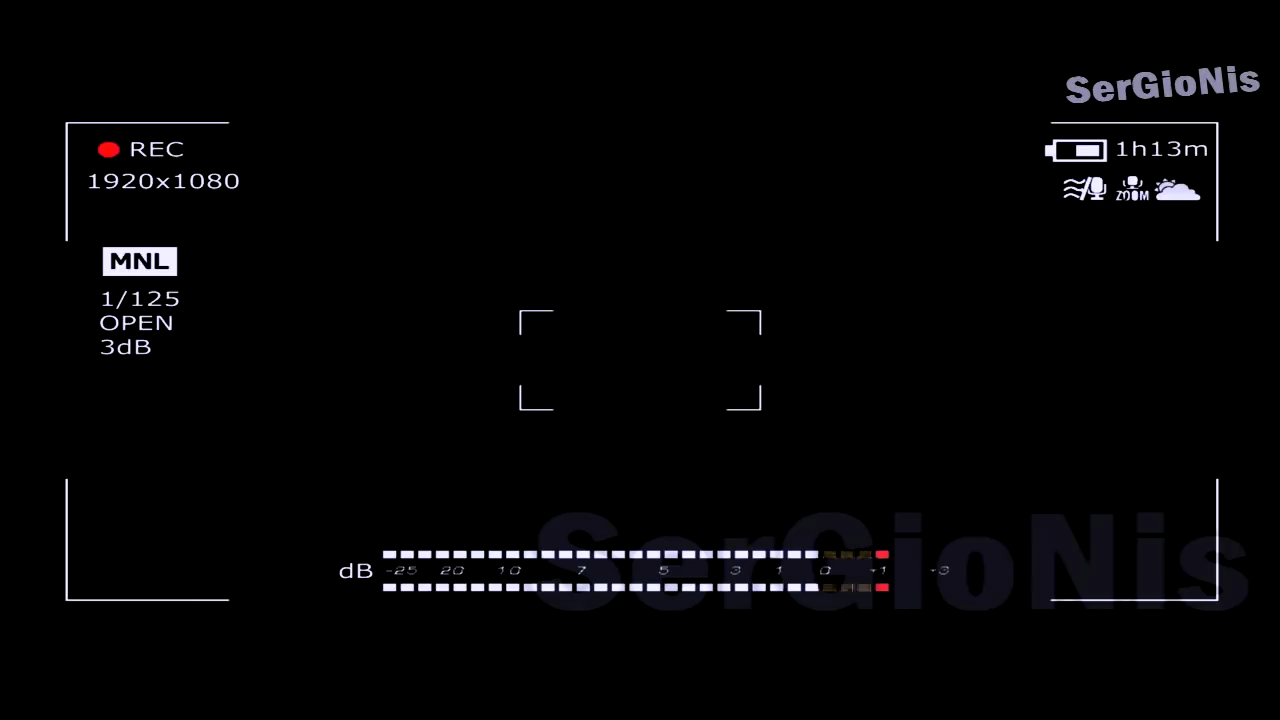 SerGioNis
REC
1h13m
1920x1080
ZOOM
MNL
1/125
OPEN
3dB
SerGioNis
dB -25 20 10 7 5 3 1 0 +1 +3